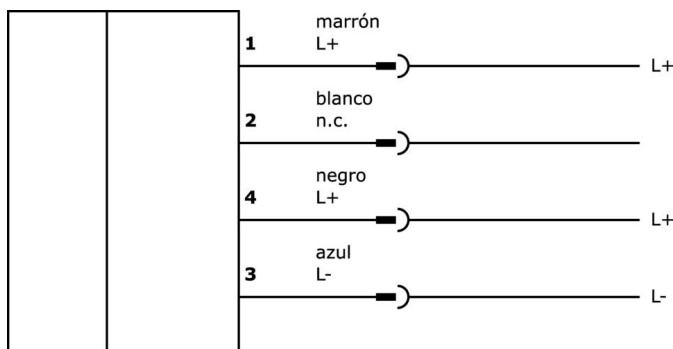 marrón
1 L+
L+
blanco
2 n.c.
negro
4 L+
L+
azul
3 L-
L-